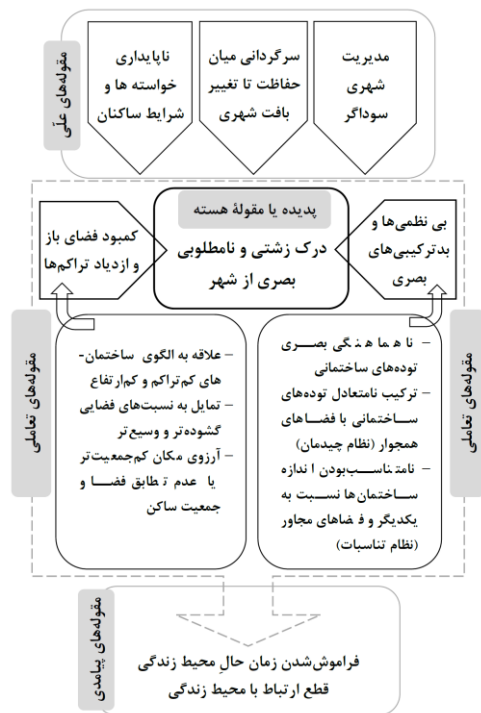 مقوله‌های علّی
مدیریت
شهری
سوداگر
سرگردانی میان
حفاظت تا تغییر
بافت شهری
ناپایداری
خواسته ها و
شرایط ساکنان
پدیده یا مقولۀ هسته
درک زشتی و نامطلوبی
بصری از شهر
بی نظمی‌ها و
بدترکیبی‌های
بصری
کمبود فضای باز
و ازدیاد تراکم‌ها
مقوله‌های تعاملی
– ناهماهنگی بصری
توده‌های ساختمانی
– ترکیب نامتعادل توده‌های
ساختمانی با فضاهای
همجوار (نظام چیدمان)
– نامتناسب‌بودن اندازه
ساختمان‌ها نسبت به
یکدیگر و فضاهای مجاور
(نظام تناسبات)
– علاقه به الگوی ساختمان-
های کم‌تراکم و کم‌ارتفاع
– تمایل به نسبت‌های فضایی
گشوده‌تر و وسیع‌تر
– آرزوی مکان کم‌جمعیت‌تر
یا عدم تطابق فضا و
جمعیت ساکن
مقوله‌های تعاملی
مقوله‌های پیامدی
فراموش‌شدن زمان حالِ محیط زندگی
قطع ارتباط با محیط زندگی